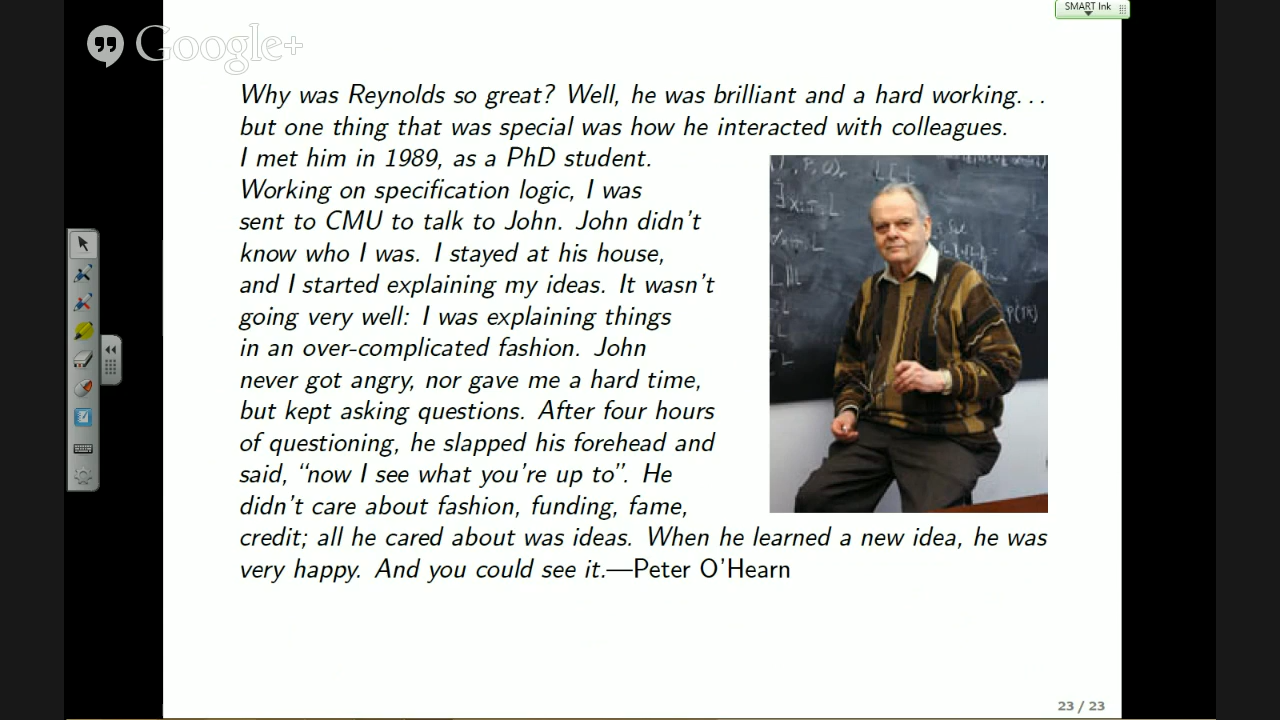 SMART Ink
Google+
Why was Reynolds so great? Well, he was brilliant and a hard working...
but one thing that was special was how he interacted with colleagues.
I met him in 1989, as a PhD student.
Working on specification logic, I was
sent to CMU to talk to John. John didn't
know who I was. I stayed at his house,
and I started explaining my ideas. It wasn't
going very well: I was explaining things
in an over-complicated fashion. John
never got angry, nor gave me a hard time,
but kept asking questions. After four hours
of questioning, he slapped his forehead and
said, “now I see what you're up to”. He
didn't care about fashion, funding, fame,
credit; all he cared about was ideas. When he learned a new idea, he was
very happy. And you could see it.—Peter O'Hearn
23 / 23